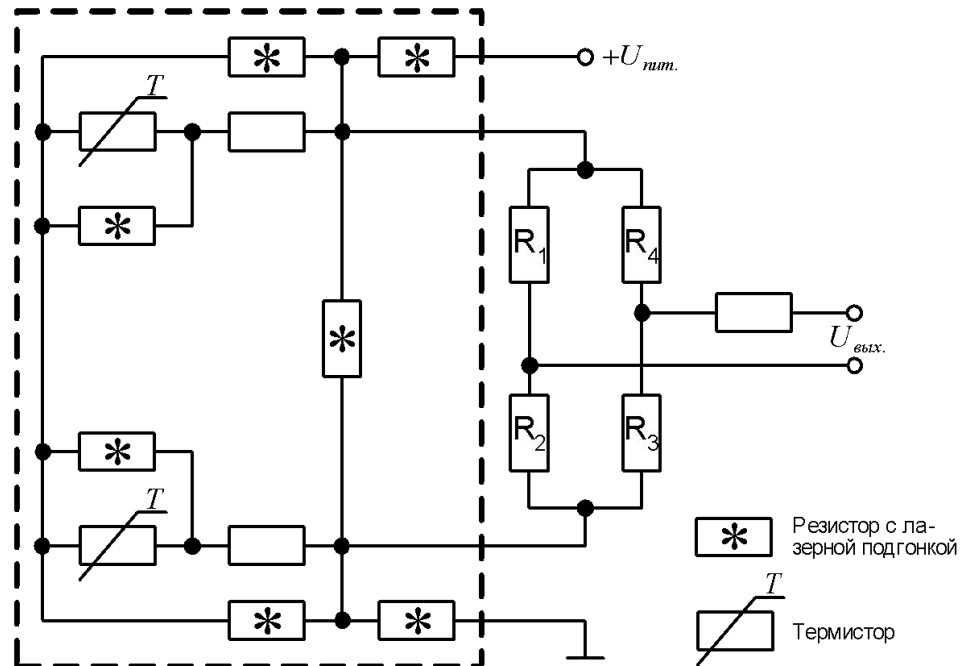 +U пит.
T
R1
R4
U вых.
R2
R3
T
Резистор с ла-
зерной подгонкой
T
Термистор